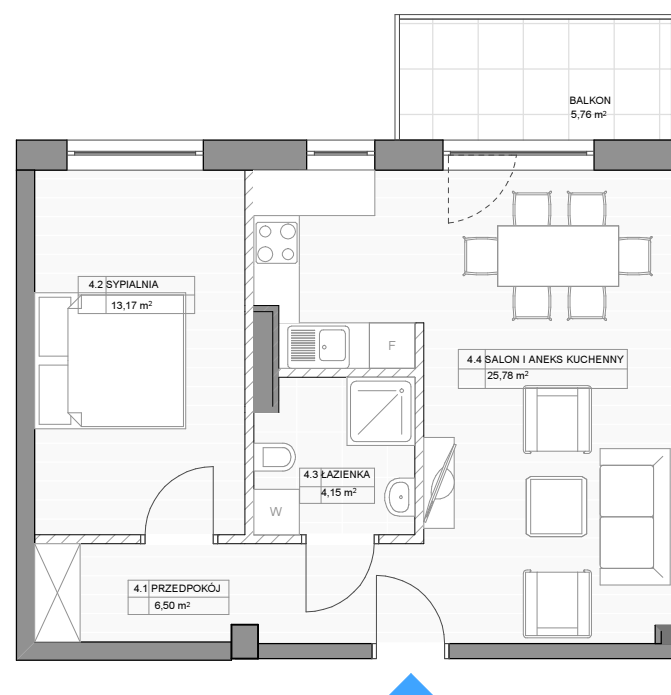 BALKON
5,76 m²
4.2 SYPIALNIA
13,17 m²
F
4.4 SALON I ANEKS KUCHENNY
25,78 m²
4.3 ŁAZIENKA
4,15 m²
W
4.1 PRZEDPOKÓJ
6,50 m²